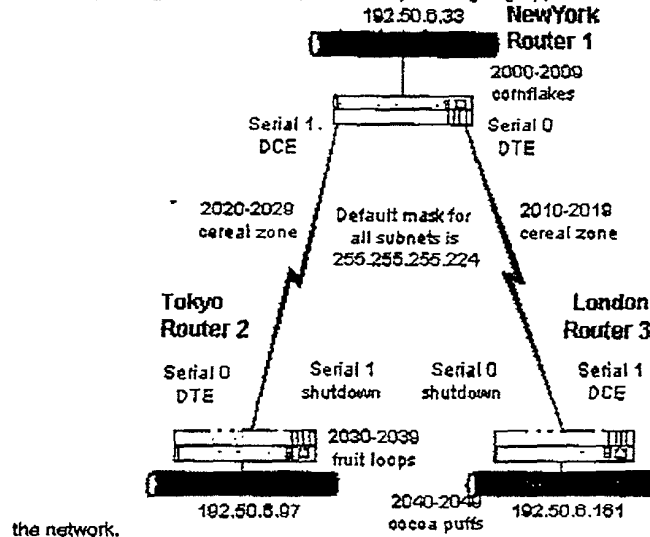 192.50.6.33
NewYork
Router 1
2000-2009
cornflakes
Serial 1.
DCE
Serial 0
DTE
2020-2029
cereal zone
Default mask for
all subnets is
255.255.255.224
2010-2019
cereal zone
Tokyo
Router 2
London
Router 3
Serial 0
DTE
Serial 1
shutdown
Serial 0
shutdown
Serial 1
DCE
2030-2039
fruit loops
192.50.6.97
2040-2049
cocoa puffs
192.50.6.161
the network.